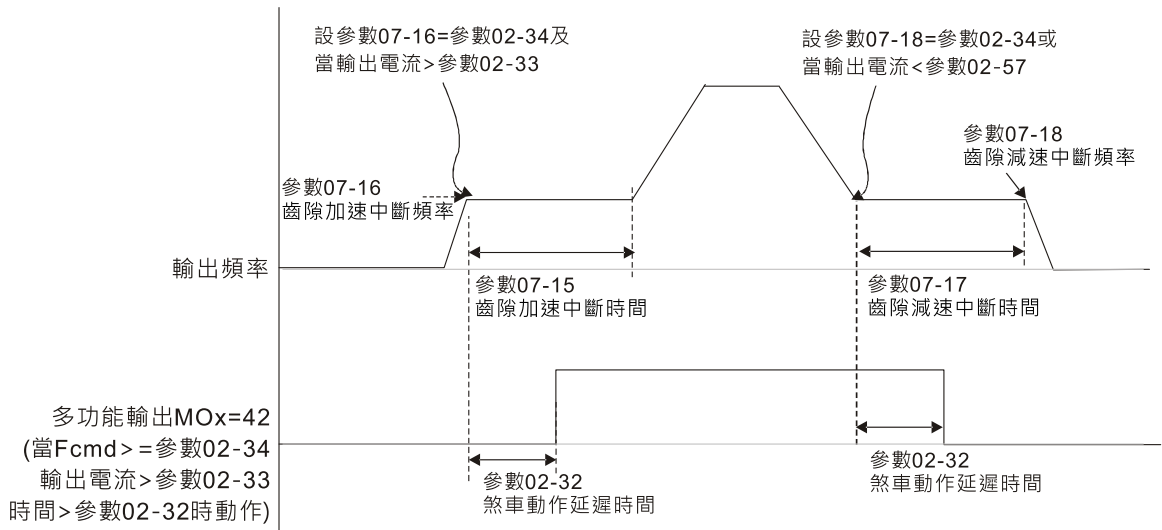 設參數07-16=參數02-34及
當輸出電流>參數02-33
設參數07-18=參數02-34或
當輸出電流<參數02-57
參數07-18
齒隙減速中斷頻率
參數07-16
齒隙加速中斷頻率
輸出頻率
參數07-15
齒隙加速中斷時間
參數07-17
齒隙減速中斷時間
多功能輸出MOx=42
(當Fcmd>=參數02-34
輸出電流>參數02-33
時間>參數02-32時動作)
參數02-32
煞車動作延遲時間
參數02-32
煞車動作延遲時間